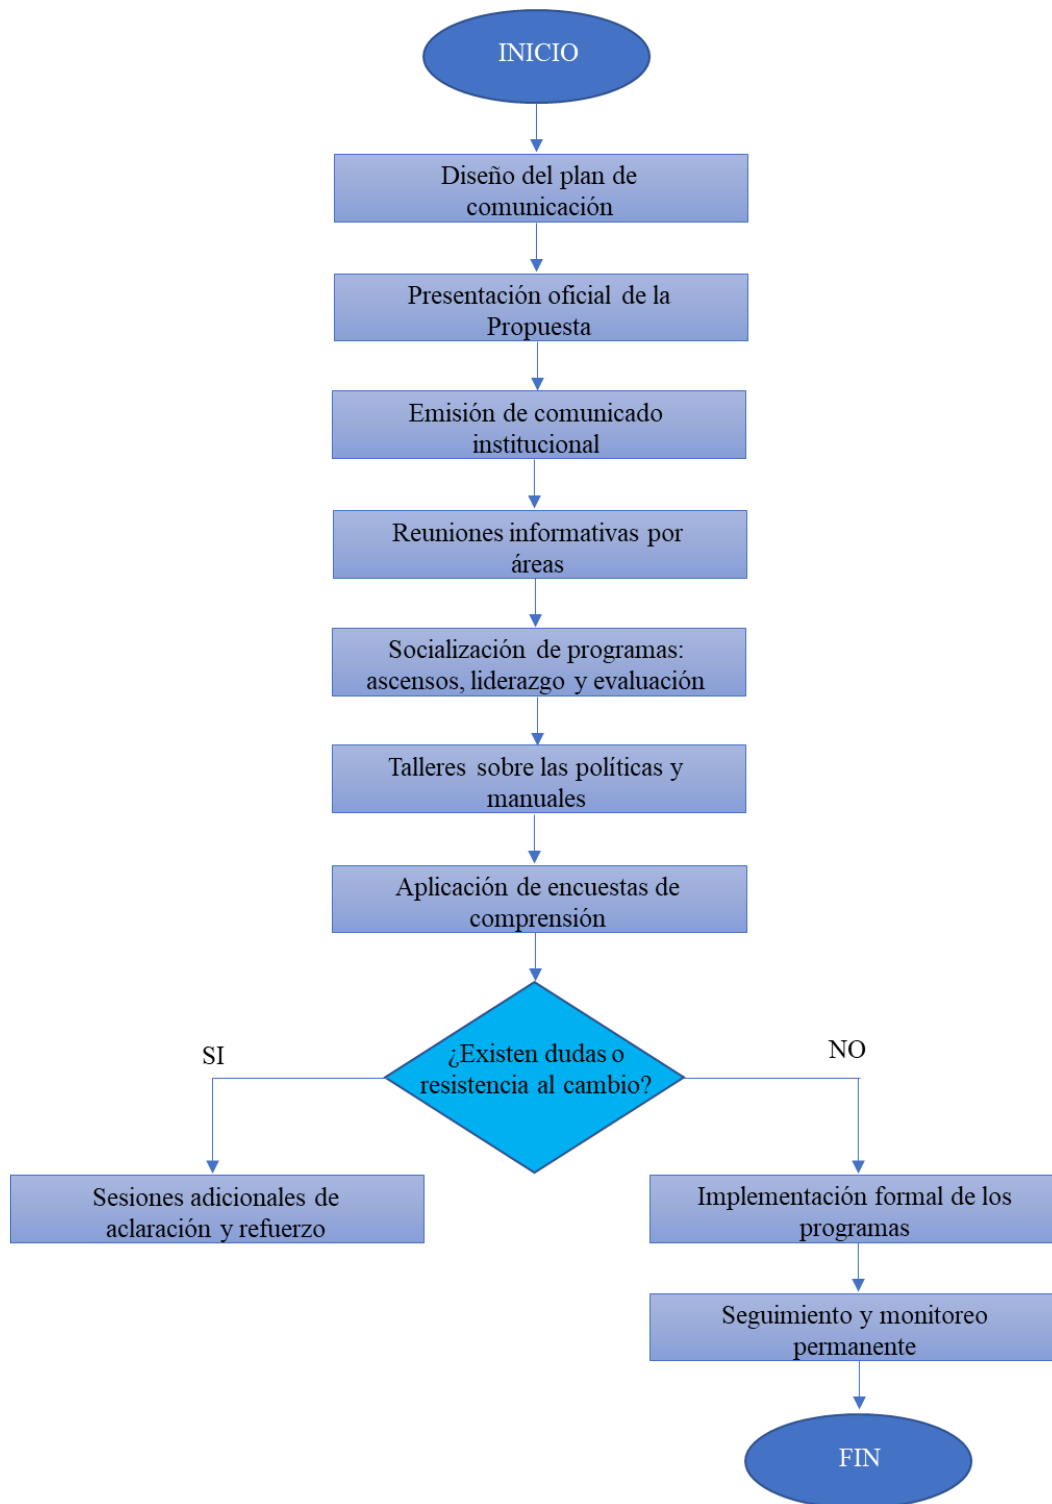 INICIO
Diseño del plan de
comunicación
Presentación oficial de la
Propuesta
Emisión de comunicado
institucional
Reuniones informativas por
áreas
Socialización de programas:
ascensos, liderazgo y evaluación
Talleres sobre las políticas y
manuales
Aplicación de encuestas de
comprensión
¿Existen dudas o
resistencia al cambio?
SI
NO
Sesiones adicionales de
aclaración y refuerzo
Implementación formal de los
programas
Seguimiento y monitoreo
permanente
FIN